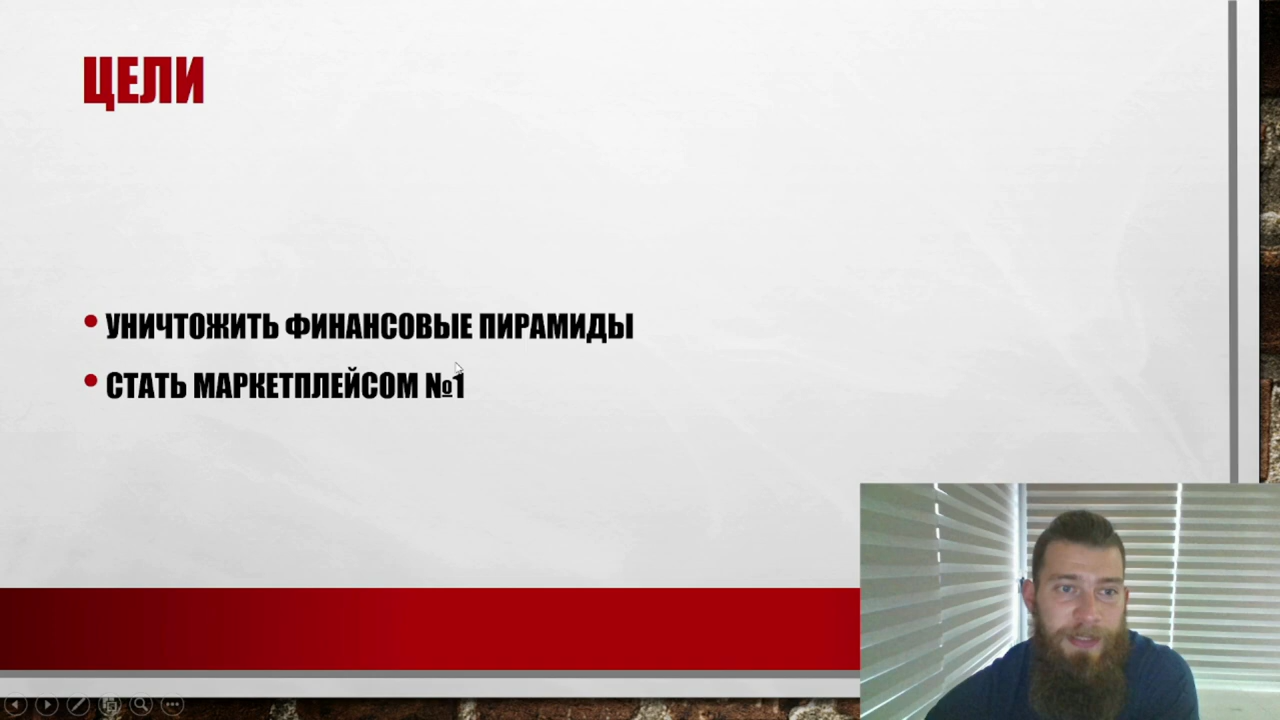 ЦЕЛИ
• УНИЧТОЖИТЬ ФИНАНСОВЫЕ ПИРАМИДЫ
• СТАТЬ МАРКЕТПЛЕЙСОМ №1